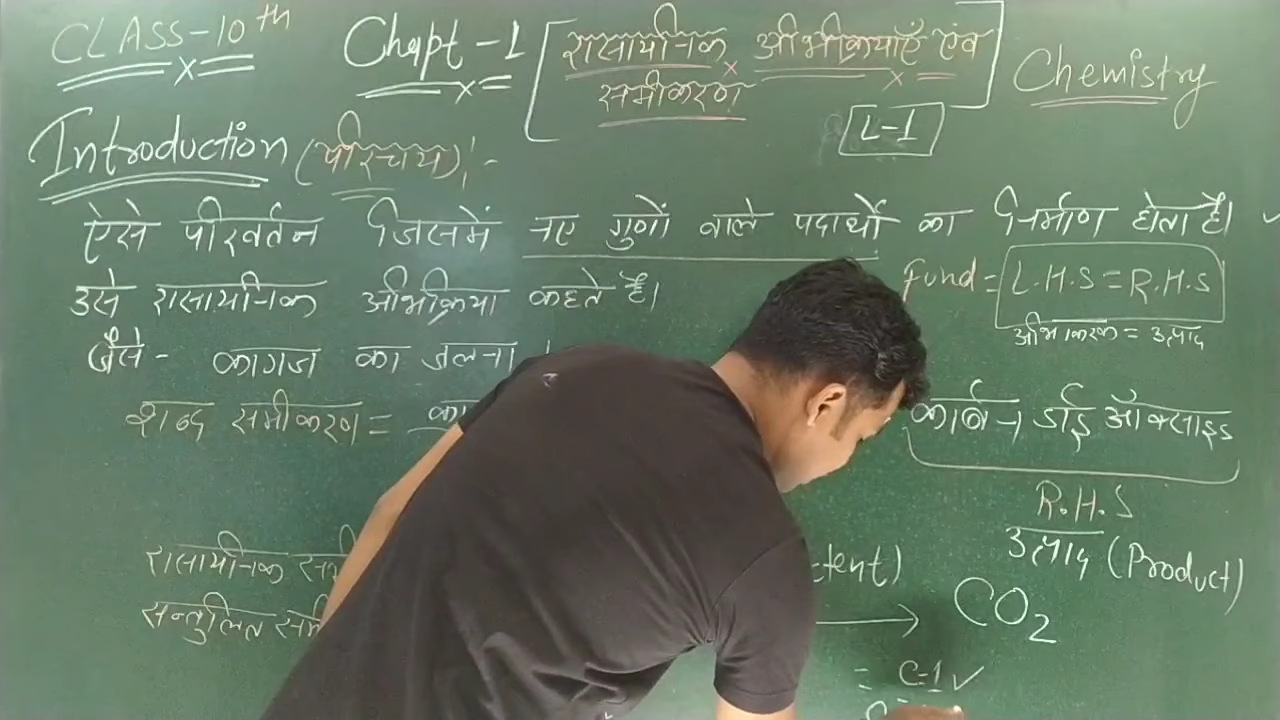 CLASS-10th Chapt-1 [रासायनिक अभिक्रियाएँ एंव Chemistry
समीकरण]
L-1
Introduction (परिचय):-
ऐसे परिवर्तन जिसमें नए गुणों वाले पदार्थों का निर्माण होता है।
Fund = L.H.S = R.H.S
उसे रासायनिक अभिक्रिया कहते हैं।
अभिकारक = उत्पाद
जैसे- कागज का जलना
शब्द समीकरण = का
कार्बन डाई ऑक्साइड
R.H.S
उत्पाद (Product)
रासायनिक
ctent)
सन्तुलित
→ CO2
= C-1 ✓